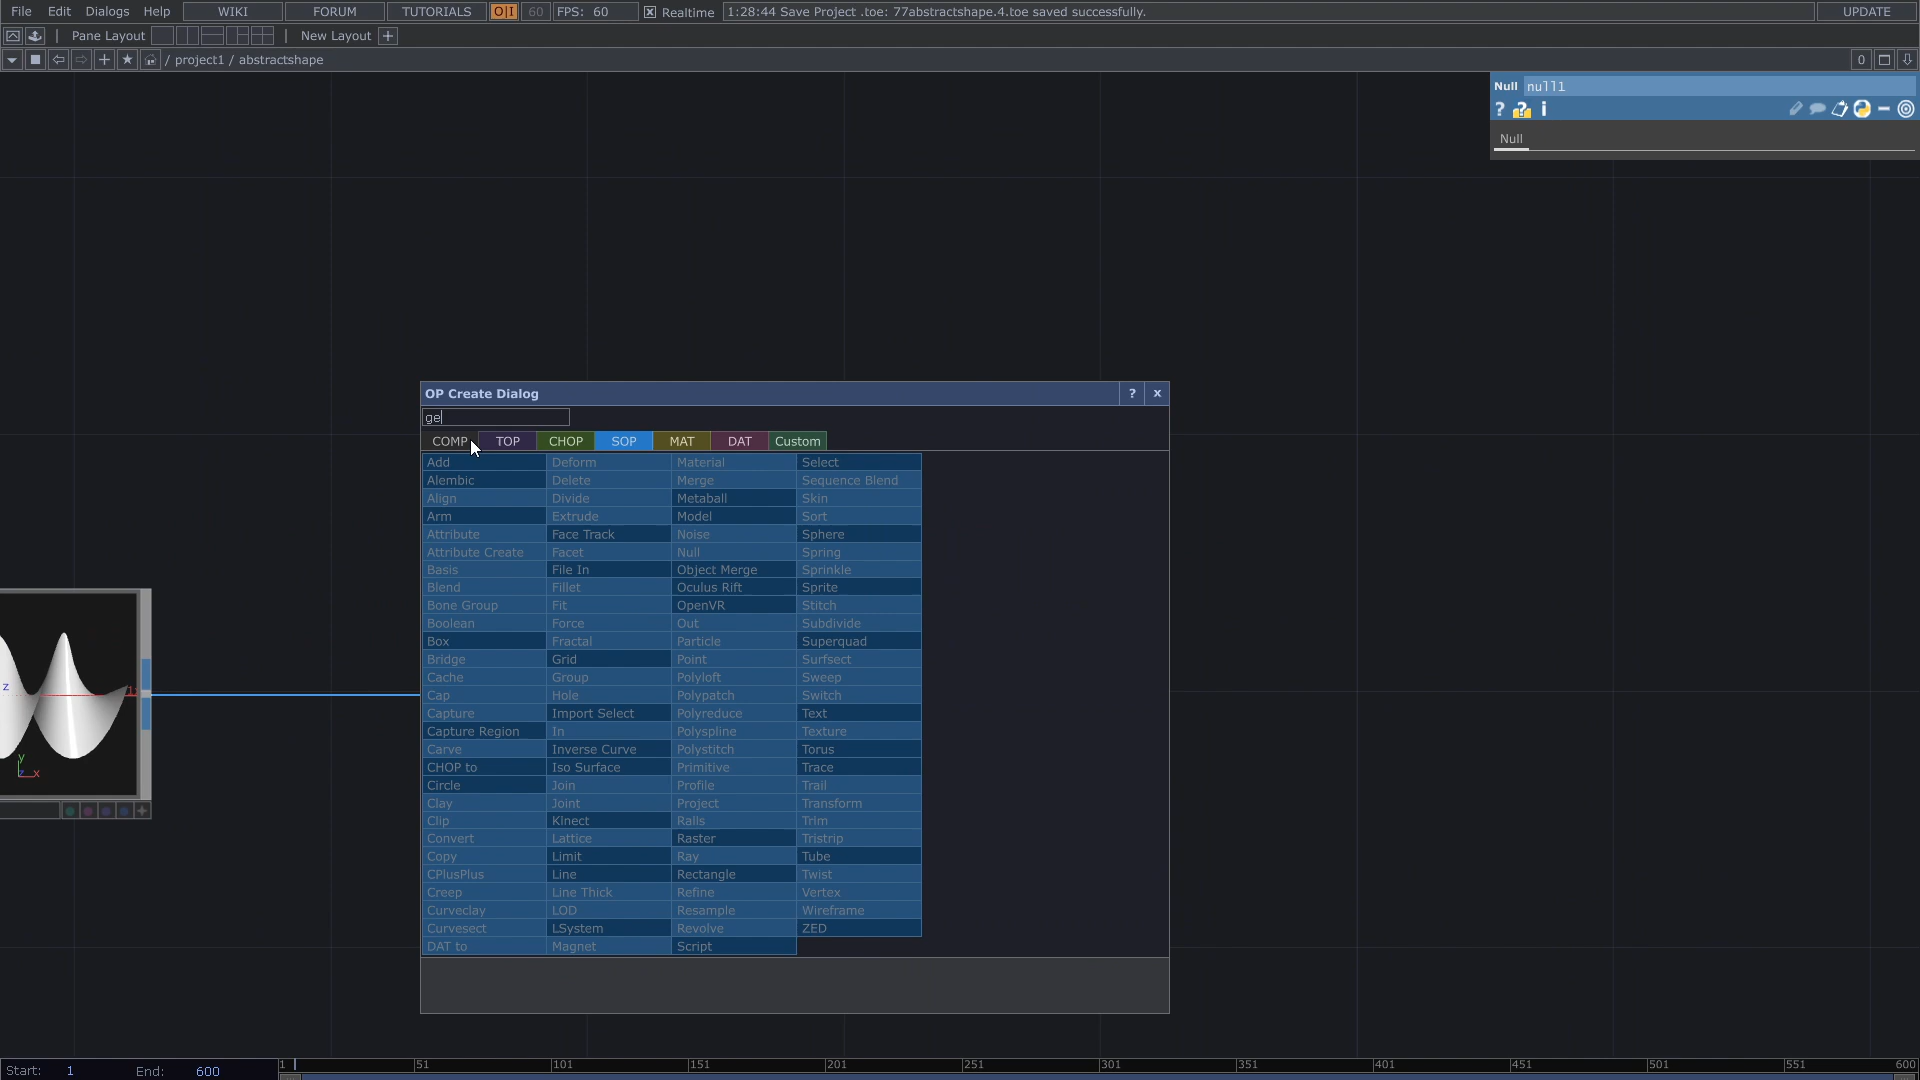 File Edit Dialogs Help WIKI FORUM TUTORIALS O|I 60 FPS: 60 Realtime 1:28:44 Save Project .toe: 77abstractshape.4.toe saved successfully. UPDATE
Pane Layout New Layout +
/ project1 / abstractshape 0
Null null1
? ? i
Null
OP Create Dialog ? x
ge
COMP TOP CHOP SOP MAT DAT Custom
Add Deform Material Select
Alembic Delete Merge Sequence Blend
Align Divide Metaball Skin
Arm Extrude Model Sort
Attribute Face Track Noise Sphere
Attribute Create Facet Null Spring
Basis File In Object Merge Sprinkle
Blend Fillet Oculus Rift Sprite
Bone Group Fit OpenVR Stitch
Boolean Force Out Subdivide
Box Fractal Particle Superquad
Bridge Grid Point Surfsect
Cache Group Polyloft Sweep
Cap Hole Polypatch Switch
Capture Import Select Polyreduce Text
Capture Region In Polyspline Texture
Carve Inverse Curve Polystitch Torus
CHOP to Iso Surface Primitive Trace
Circle Join Profile Trail
Clay Joint Project Transform
Clip Kinect Rails Trim
Convert Lattice Raster Tristrip
Copy Limit Ray Tube
CPlusPlus Line Rectangle Twist
Creep Line Thick Refine Vertex
Curveclay LOD Resample Wireframe
Curvesect LSystem Revolve ZED
DAT to Magnet Script
z 1
y
z x
Start: 1 End: 600 1 51 101 151 201 251 301 351 401 451 501 551 600